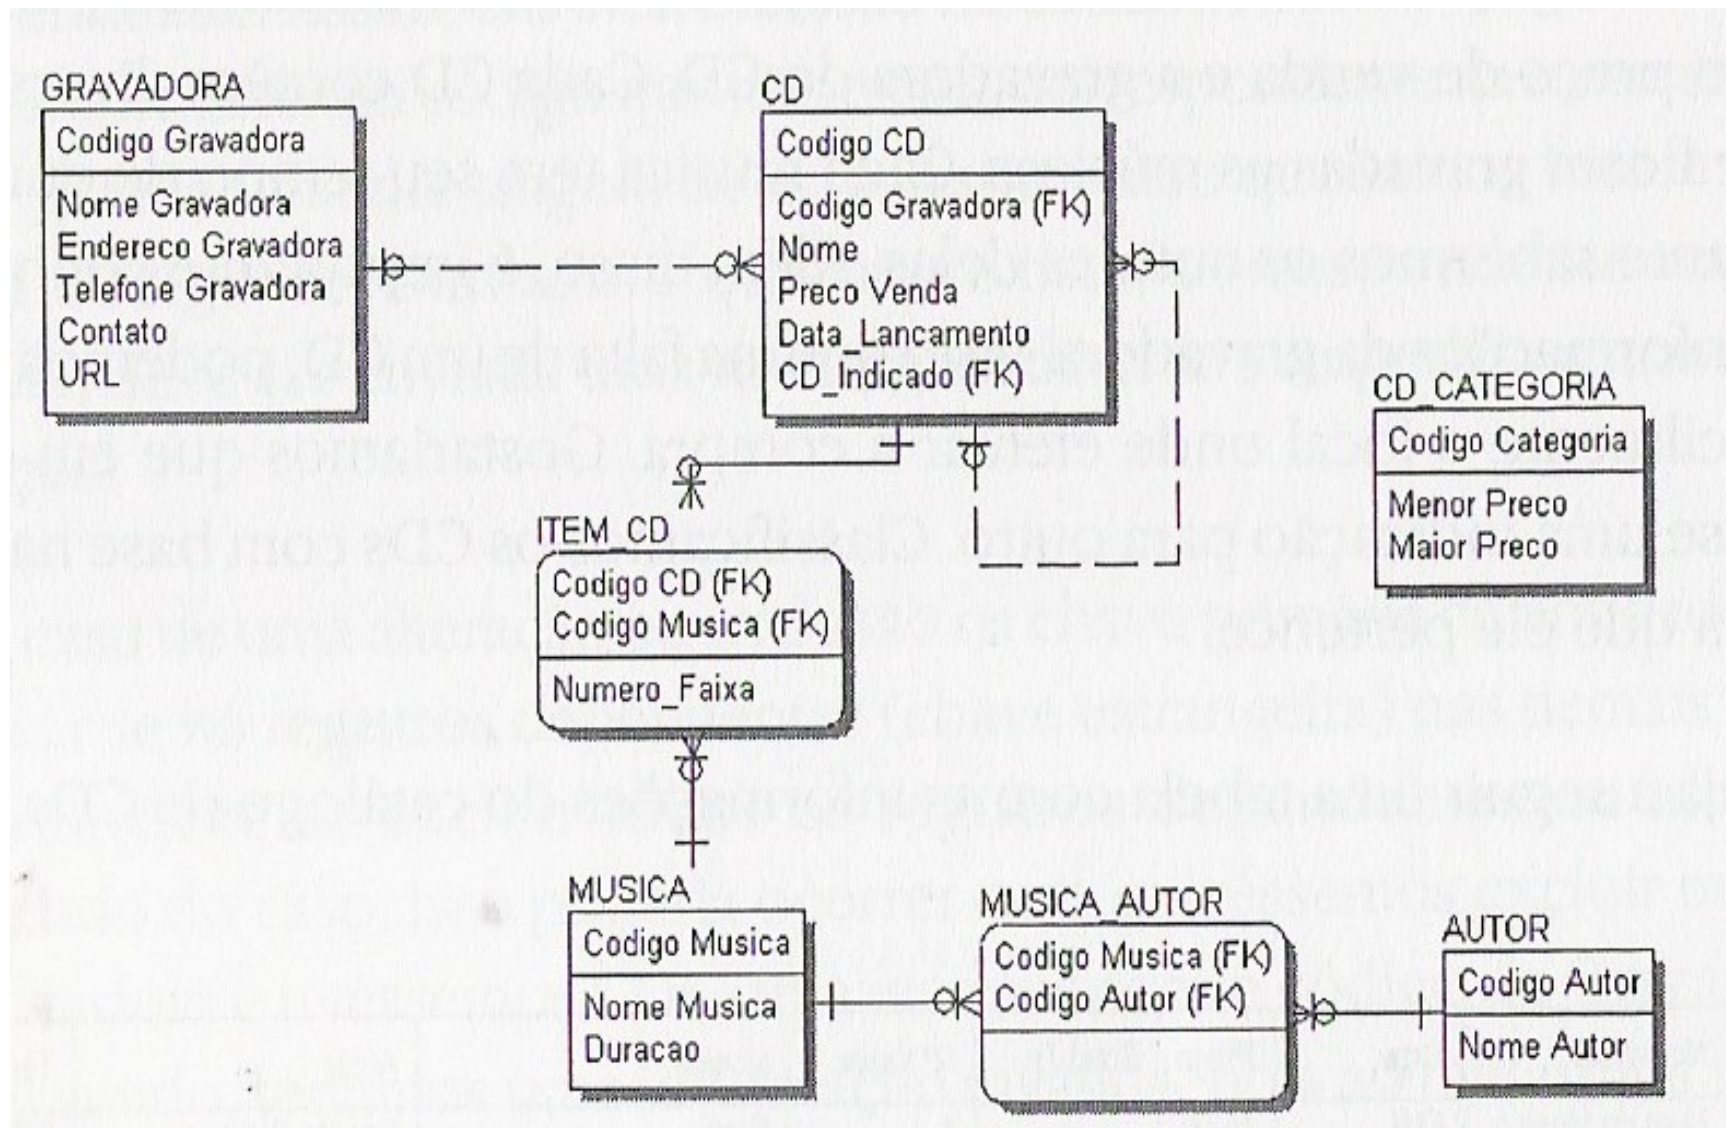 GRAVADORA
Codigo Gravadora
Nome Gravadora
Endereco Gravadora
Telefone Gravadora
Contato
URL
CD
Codigo CD
Codigo Gravadora (FK)
Nome
Preco Venda
Data_Lancamento
CD_Indicado (FK)
CD_CATEGORIA
Codigo Categoria
Menor Preco
Maior Preco
ITEM_CD
Codigo CD (FK)
Codigo Musica (FK)
Numero_Faixa
MUSICA
Codigo Musica
Nome Musica
Duracao
MUSICA_AUTOR
Codigo Musica (FK)
Codigo Autor (FK)
AUTOR
Codigo Autor
Nome Autor